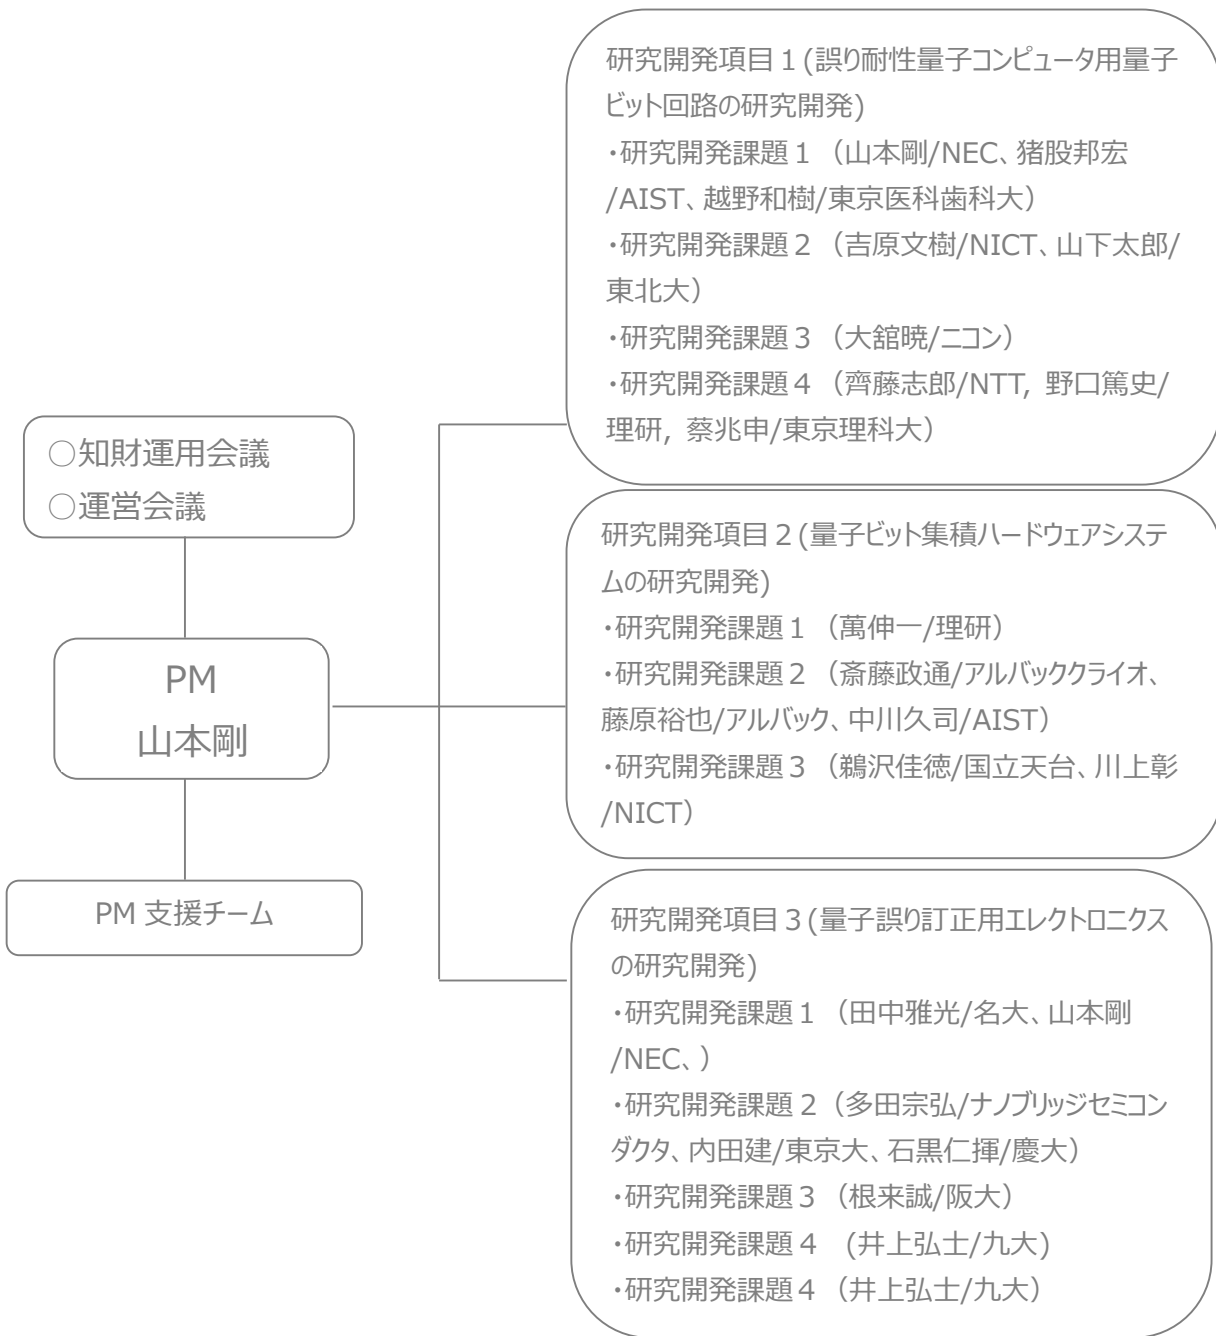 ○知財運用会議
○運営会議
PM
山本剛
PM 支援チーム
研究開発項目１(誤り耐性量子コンピュータ用量子
ビット回路の研究開発)
・研究開発課題１（山本剛/NEC、猪股邦宏
/AIST、越野和樹/東京医科歯科大）
・研究開発課題２（吉原文樹/NICT、山下太郎/
東北大）
・研究開発課題３（大舘暁/ニコン）
・研究開発課題４（齊藤志郎/NTT, 野口篤史/
理研, 蔡兆申/東京理科大）
研究開発項目２(量子ビット集積ハードウェアシステ
ムの研究開発)
・研究開発課題１（萬伸一/理研）
・研究開発課題２（斎藤政通/アルバッククライオ、
藤原裕也/アルバック、中川久司/AIST）
・研究開発課題３（鵜沢佳徳/国立天台、川上彰
/NICT）
研究開発項目３(量子誤り訂正用エレクトロニクス
の研究開発)
・研究開発課題１（田中雅光/名大、山本剛
/NEC、）
・研究開発課題２（多田宗弘/ナノブリッジセミコン
ダクタ、内田建/東京大、石黒仁揮/慶大）
・研究開発課題３（根来誠/阪大）
・研究開発課題４ (井上弘士/九大)
・研究開発課題４（井上弘士/九大）